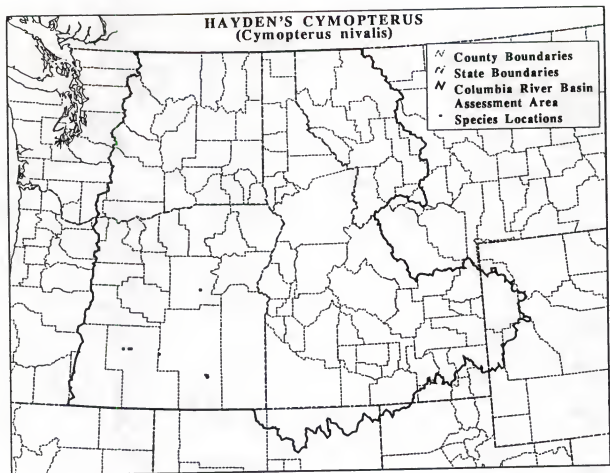 HAYDEN'S CYMOPTERUS
(Cymopterus nivalis)
County Boundaries
State Boundaries
Columbia River Basin
Assessment Area
Species Locations